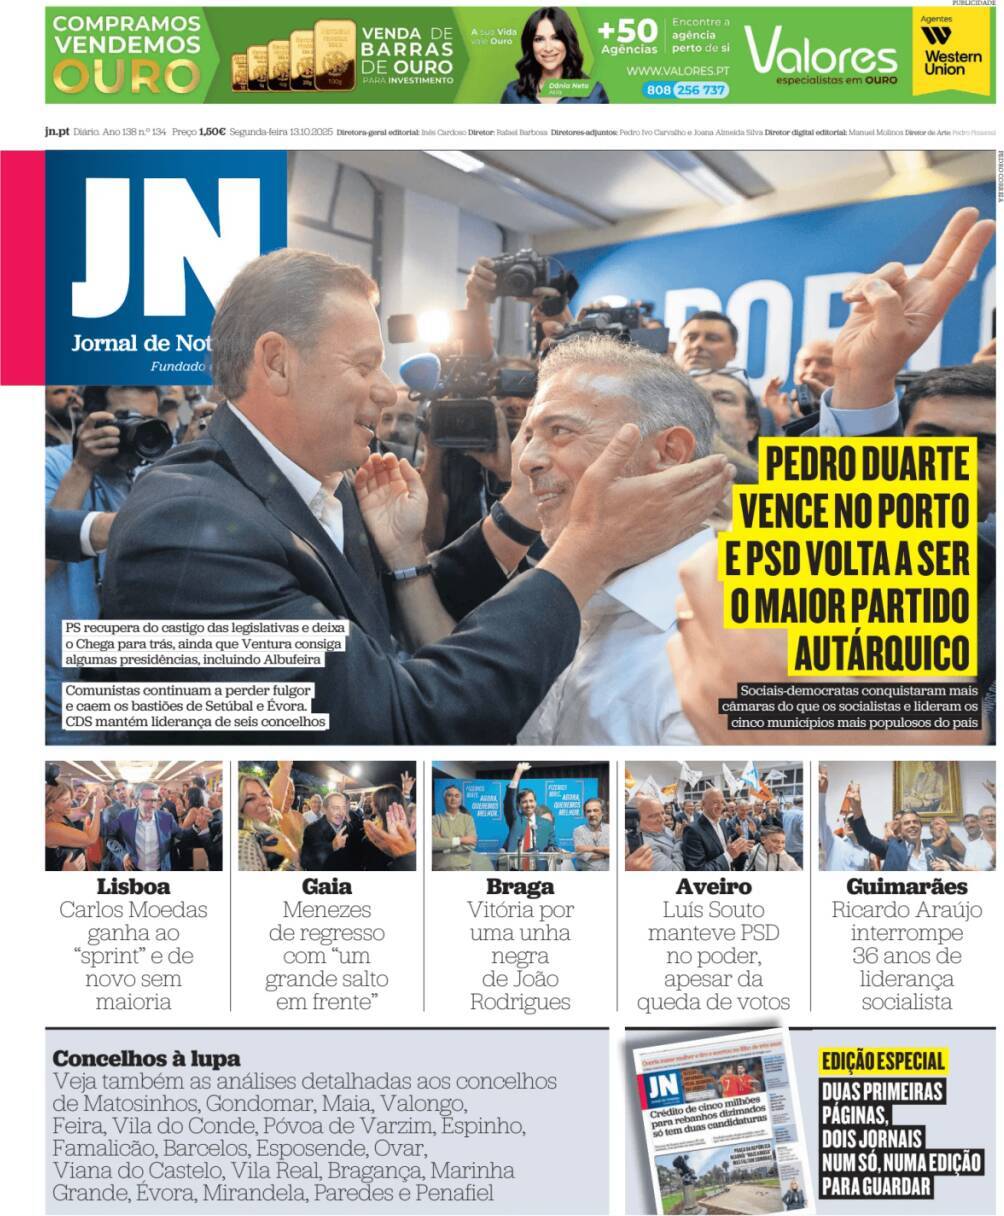 PUBLICIDADE
COMPRAMOS
VENDEMOS
OURO
VENDA DE
BARRAS
DE OURO
PARA INVESTIMENTO
A sua Vida
vale Ouro
Dânia Neto
Atriz
+50
Agências
Encontre a
agência
perto de si
WWW.VALORES.PT
808 256 737
Valores
especialistas em OURO
Agentes
W
Western
Union
jn.pt Diário. Ano 138 n.º 134 Preço 1,50€ Segunda-feira 13.10.2025 Diretora-geral editorial: Inês Cardoso Diretor: Rafael Barbosa Diretores-adjuntos: Pedro Ivo Carvalho e Joana Almeida Silva Diretor digital editorial: Manuel Molinos Diretor de Arte: Pedro Pimentel
PEDRO CORREIA
JN
Jornal de Not
Fundado
PORTO
PEDRO DUARTE
VENCE NO PORTO
E PSD VOLTA A SER
O MAIOR PARTIDO
AUTÁRQUICO
Sociais-democratas conquistaram mais
câmaras do que os socialistas e lideram os
cinco municípios mais populosos do país
PS recupera do castigo das legislativas e deixa
o Chega para trás, ainda que Ventura consiga
algumas presidências, incluindo Albufeira
Comunistas continuam a perder fulgor
e caem os bastiões de Setúbal e Évora.
CDS mantém liderança de seis concelhos
AGORA,
QUEREMOS
MELHOR.
Lisboa
Carlos Moedas
ganha ao
“sprint” e de
novo sem
maioria
Gaia
Menezes
de regresso
com “um
grande salto
em frente”
Braga
Vitória por
uma unha
negra
de João
Rodrigues
Aveiro
Luís Souto
manteve PSD
no poder,
apesar da
queda de votos
Guimarães
Ricardo Araújo
interrompe
36 anos de
liderança
socialista
Concelhos à lupa
Veja também as análises detalhadas aos concelhos
de Matosinhos, Gondomar, Maia, Valongo,
Feira, Vila do Conde, Póvoa de Varzim, Espinho,
Famalicão, Barcelos, Esposende, Ovar,
Viana do Castelo, Vila Real, Bragança, Marinha
Grande, Évora, Mirandela, Paredes e Penafiel
JN
Crédito de cinco milhões
para rebanhos dizimados
só tem duas candidaturas
EDIÇÃO ESPECIAL
DUAS PRIMEIRAS
PÁGINAS,
DOIS JORNAIS
NUM SÓ, NUMA EDIÇÃO
PARA GUARDAR